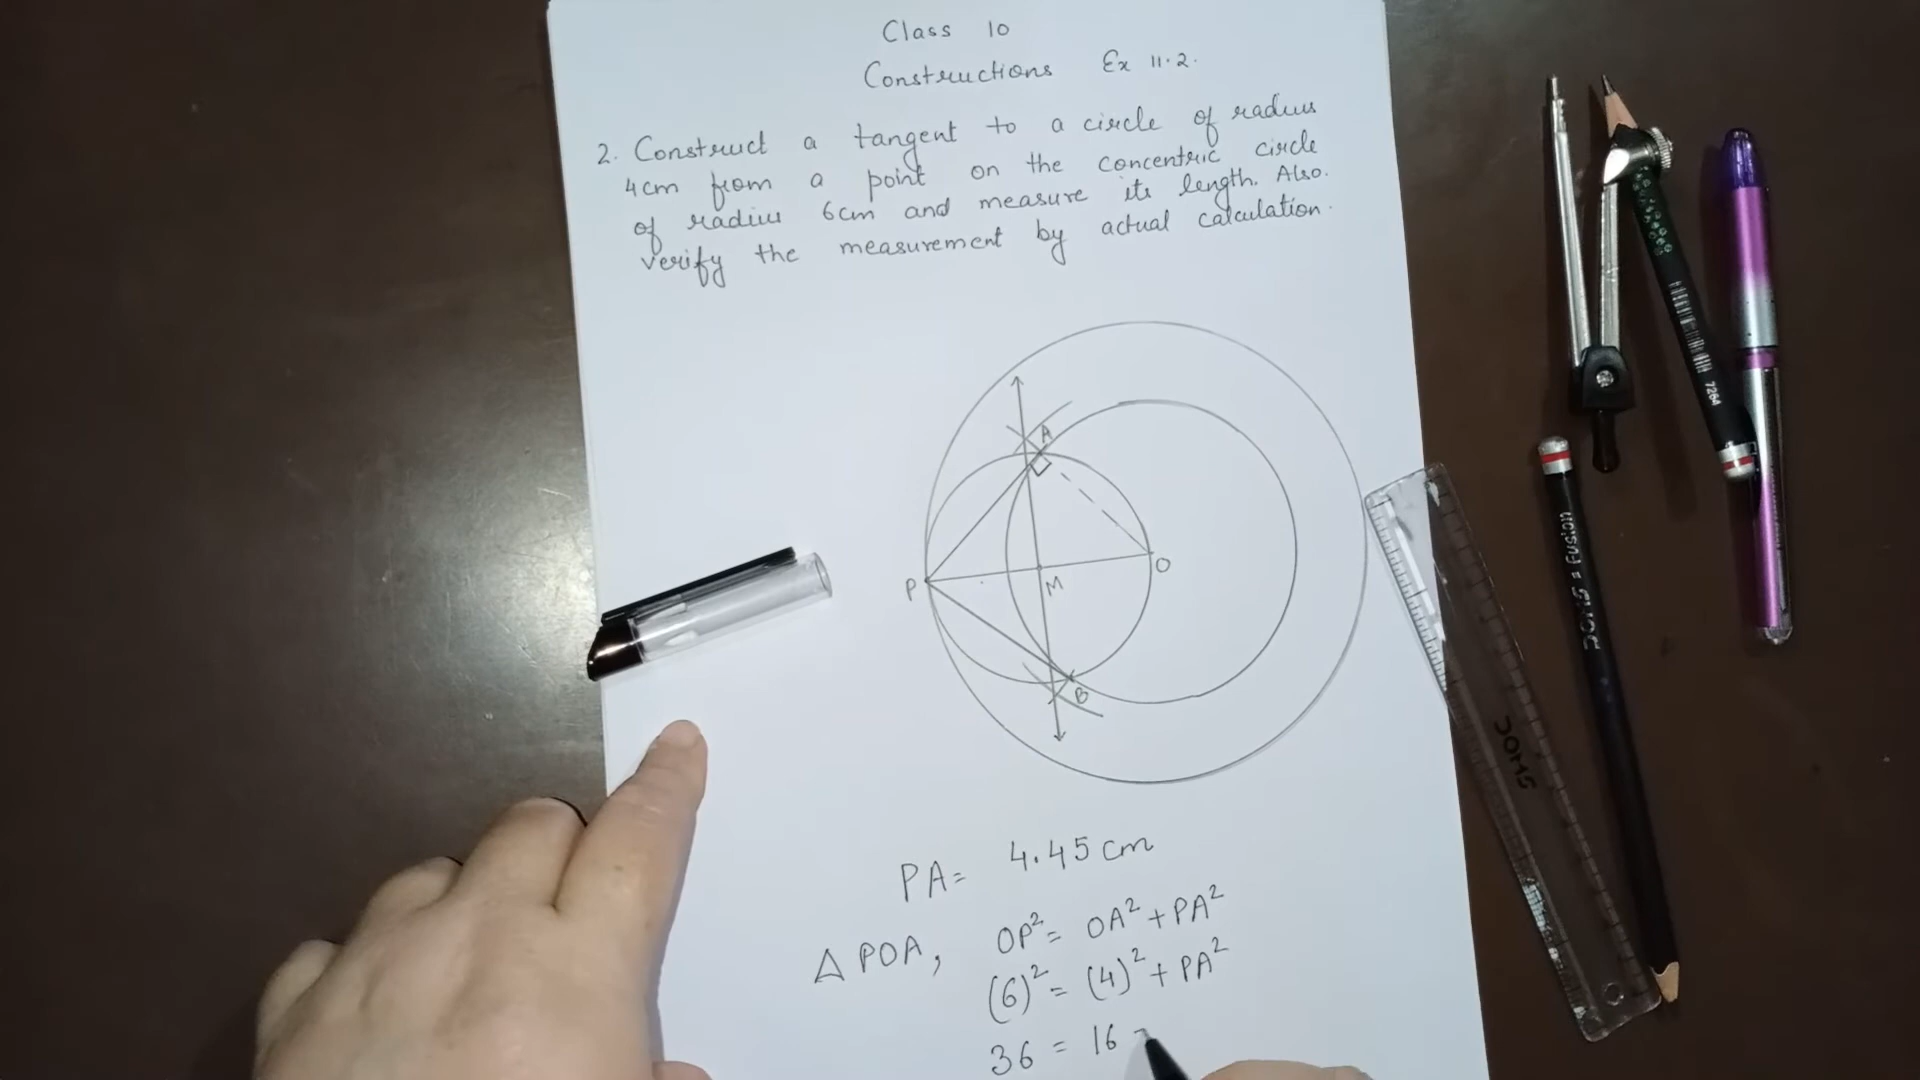 Class 10
Constructions Ex 11.2.
2. Construct a tangent to a circle of radius
4cm from a point on the concentric circle
of radius 6cm and measure its length. Also.
verify the measurement by actual calculation.
A
P
M
O
B
PA = 4.45 cm
△ POA, OP² = OA² + PA²
(6)² = (4)² + PA²
36 = 16
7264
DOMS Fusion
DOMS